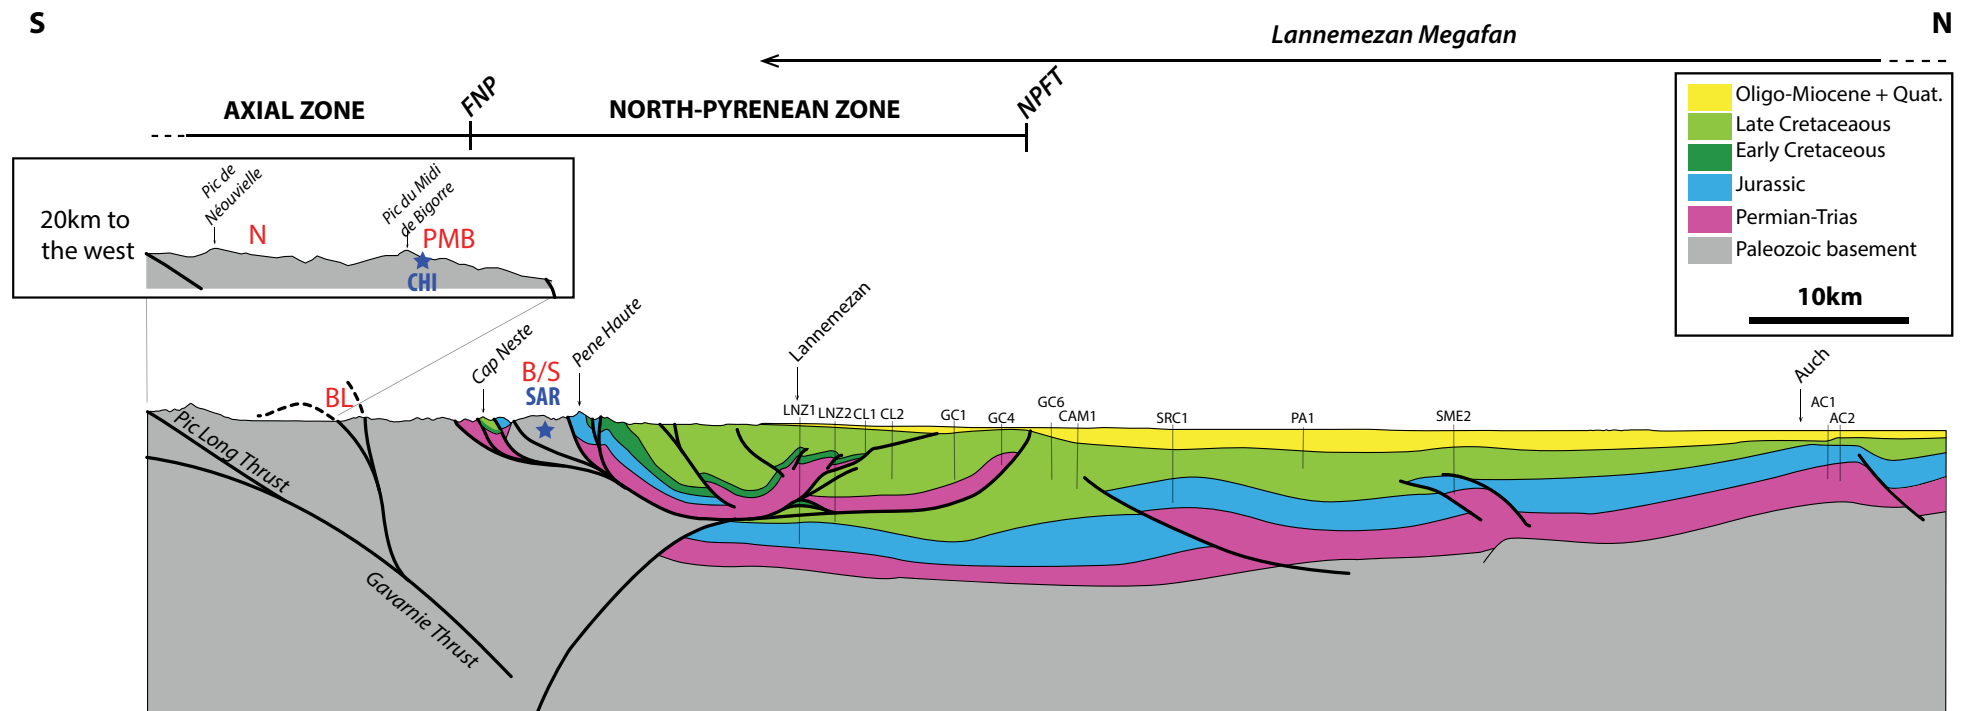 S
N
Lannemezan Megafan
AXIAL ZONE
FNP
NORTH-PYRENEAN ZONE
NPFT
Oligo-Miocene + Quat.
Late Cretaceaous
Early Cretaceous
Jurassic
Permian-Trias
Paleozoic basement
10km
20km to
the west
Pic de
Néouvielle
N
Pic du Midi
de Bigorre
PMB
CHI
BL
Cap Neste
B/S
SAR
Pene Haute
Lannemezan
LNZ1
LNZ2
CL1
CL2
GC1
GC4
GC6
CAM1
SRC1
PA1
SME2
Auch
AC1
AC2
Pic Long Thrust
Gavarnie Thrust